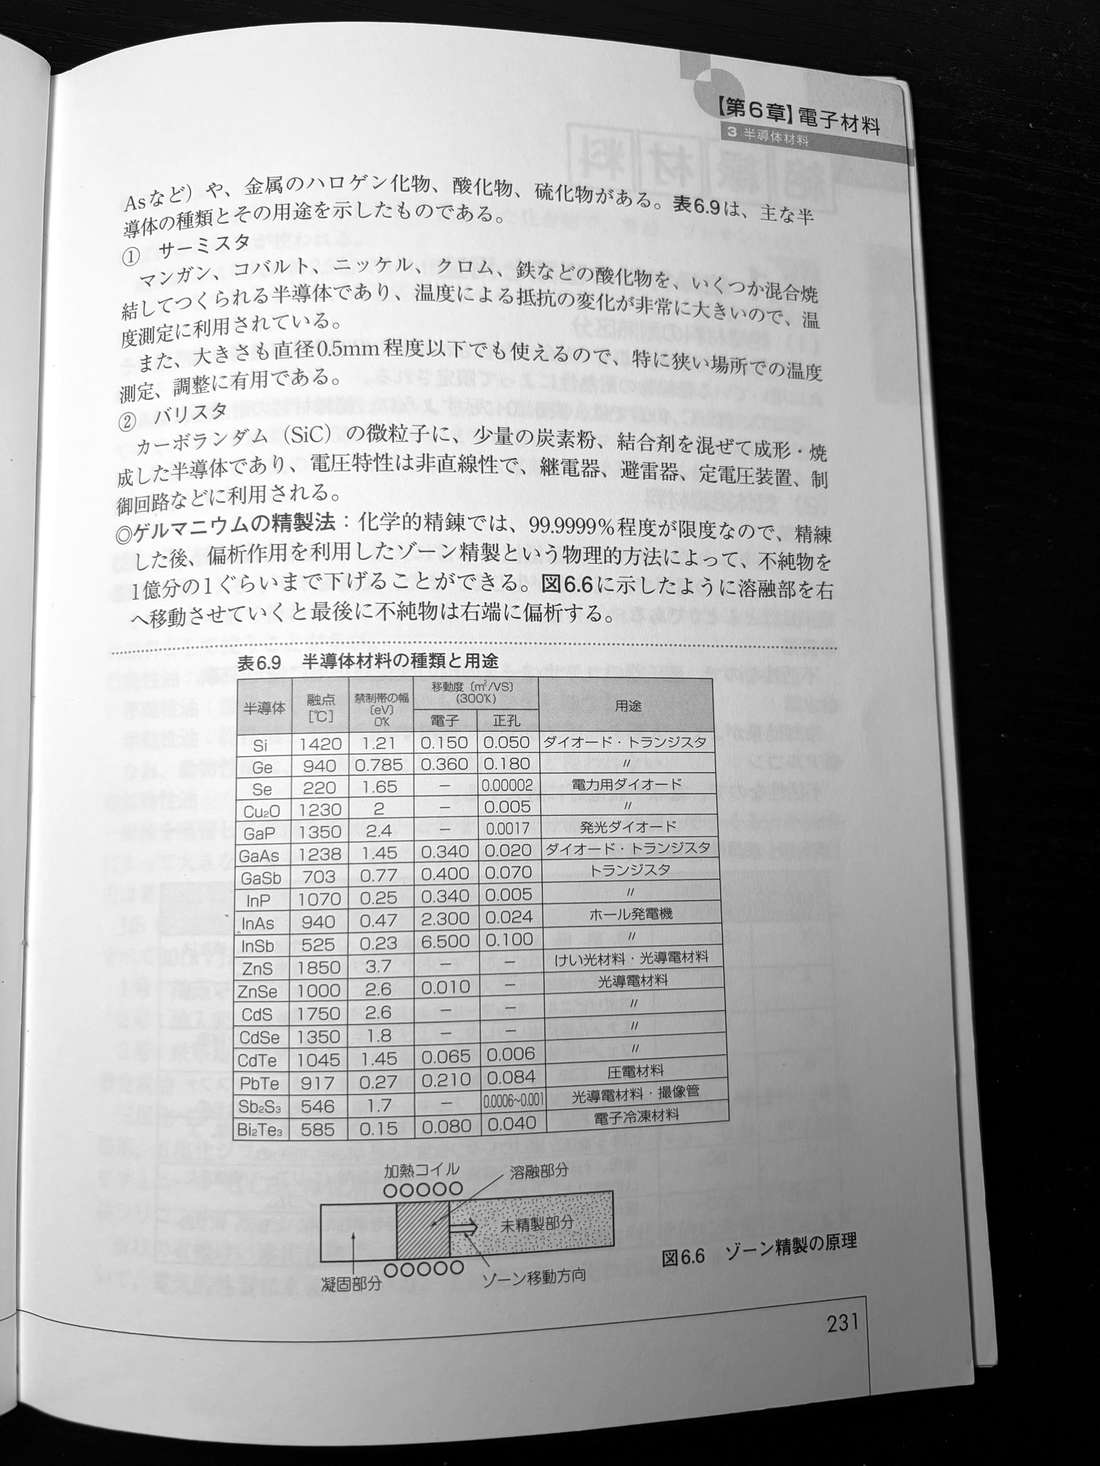 【第6章】電子材料
3 半導体材料
Asなど）や、金属のハロゲン化物、酸化物、硫化物がある。表6.9は、主な半
導体の種類とその用途を示したものである。
① サーミスタ
マンガン、コバルト、ニッケル、クロム、鉄などの酸化物を、いくつか混合焼
結してつくられる半導体であり、温度による抵抗の変化が非常に大きいので、温
度測定に利用されている。
また、大きさも直径0.5mm程度以下でも使えるので、特に狭い場所での温度
測定、調整に有用である。
② バリスタ
カーボランダム（SiC）の微粒子に、少量の炭素粉、結合剤を混ぜて成形・焼
成した半導体であり、電圧特性は非直線性で、継電器、避雷器、定電圧装置、制
御回路などに利用される。
◎ゲルマニウムの精製法：化学的精錬では、99.9999%程度が限度なので、精練
した後、偏析作用を利用したゾーン精製という物理的方法によって、不純物を
1億分の1ぐらいまで下げることができる。図6.6に示したように溶融部を右
へ移動させていくと最後に不純物は右端に偏析する。
表6.9 半導体材料の種類と用途
半導体 融点[℃] 禁制帯の幅[eV]0°K 移動度〔㎡/VS〕(300°K) 用途
電子 正孔
Si 1420 1.21 0.150 0.050 ダイオード・トランジスタ
Ge 940 0.785 0.360 0.180 〃
Se 220 1.65 − 0.00002 電力用ダイオード
Cu₂O 1230 2 − 0.005 〃
GaP 1350 2.4 − 0.0017 発光ダイオード
GaAs 1238 1.45 0.340 0.020 ダイオード・トランジスタ
GaSb 703 0.77 0.400 0.070 トランジスタ
InP 1070 0.25 0.340 0.005 〃
InAs 940 0.47 2.300 0.024 ホール発電機
InSb 525 0.23 6.500 0.100 〃
ZnS 1850 3.7 − − けい光材料・光導電材料
ZnSe 1000 2.6 0.010 − 光導電材料
CdS 1750 2.6 − − 〃
CdSe 1350 1.8 − − 〃
CdTe 1045 1.45 0.065 0.006 〃
PbTe 917 0.27 0.210 0.084 圧電材料
Sb₂S₃ 546 1.7 − 0.0006~0.001 光導電材料・撮像管
Bi₂Te₃ 585 0.15 0.080 0.040 電子冷凍材料
加熱コイル 溶融部分
未精製部分
凝固部分 ゾーン移動方向
図6.6 ゾーン精製の原理
231